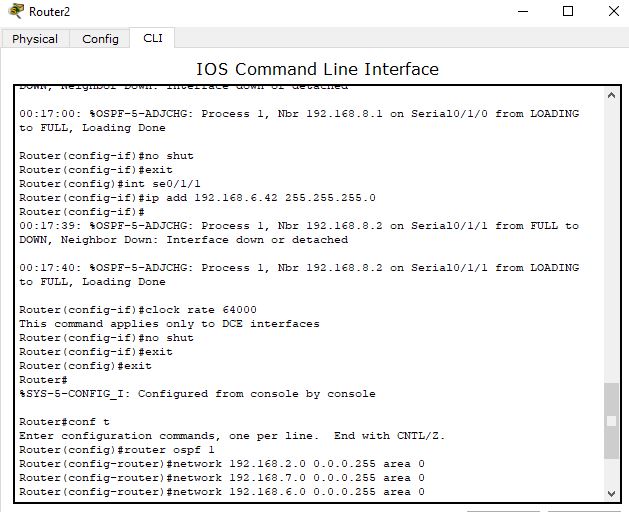 Router2
Physical Config CLI
IOS Command Line Interface
DOWN, Neighbor Down: Interface down or detached
00:17:00: %OSPF-5-ADJCHG: Process 1, Nbr 192.168.8.1 on Serial0/1/0 from LOADING
to FULL, Loading Done
Router(config-if)#no shut
Router(config-if)#exit
Router(config)#int se0/1/1
Router(config-if)#ip add 192.168.6.42 255.255.255.0
Router(config-if)#
00:17:39: %OSPF-5-ADJCHG: Process 1, Nbr 192.168.8.2 on Serial0/1/1 from FULL to
DOWN, Neighbor Down: Interface down or detached
00:17:40: %OSPF-5-ADJCHG: Process 1, Nbr 192.168.8.2 on Serial0/1/1 from LOADING
to FULL, Loading Done
Router(config-if)#clock rate 64000
This command applies only to DCE interfaces
Router(config-if)#no shut
Router(config-if)#exit
Router(config)#exit
Router#
%SYS-5-CONFIG_I: Configured from console by console
Router#conf t
Enter configuration commands, one per line.  End with CNTL/Z.
Router(config)#router ospf 1
Router(config-router)#network 192.168.2.0 0.0.0.255 area 0
Router(config-router)#network 192.168.7.0 0.0.0.255 area 0
Router(config-router)#network 192.168.6.0 0.0.0.255 area 0